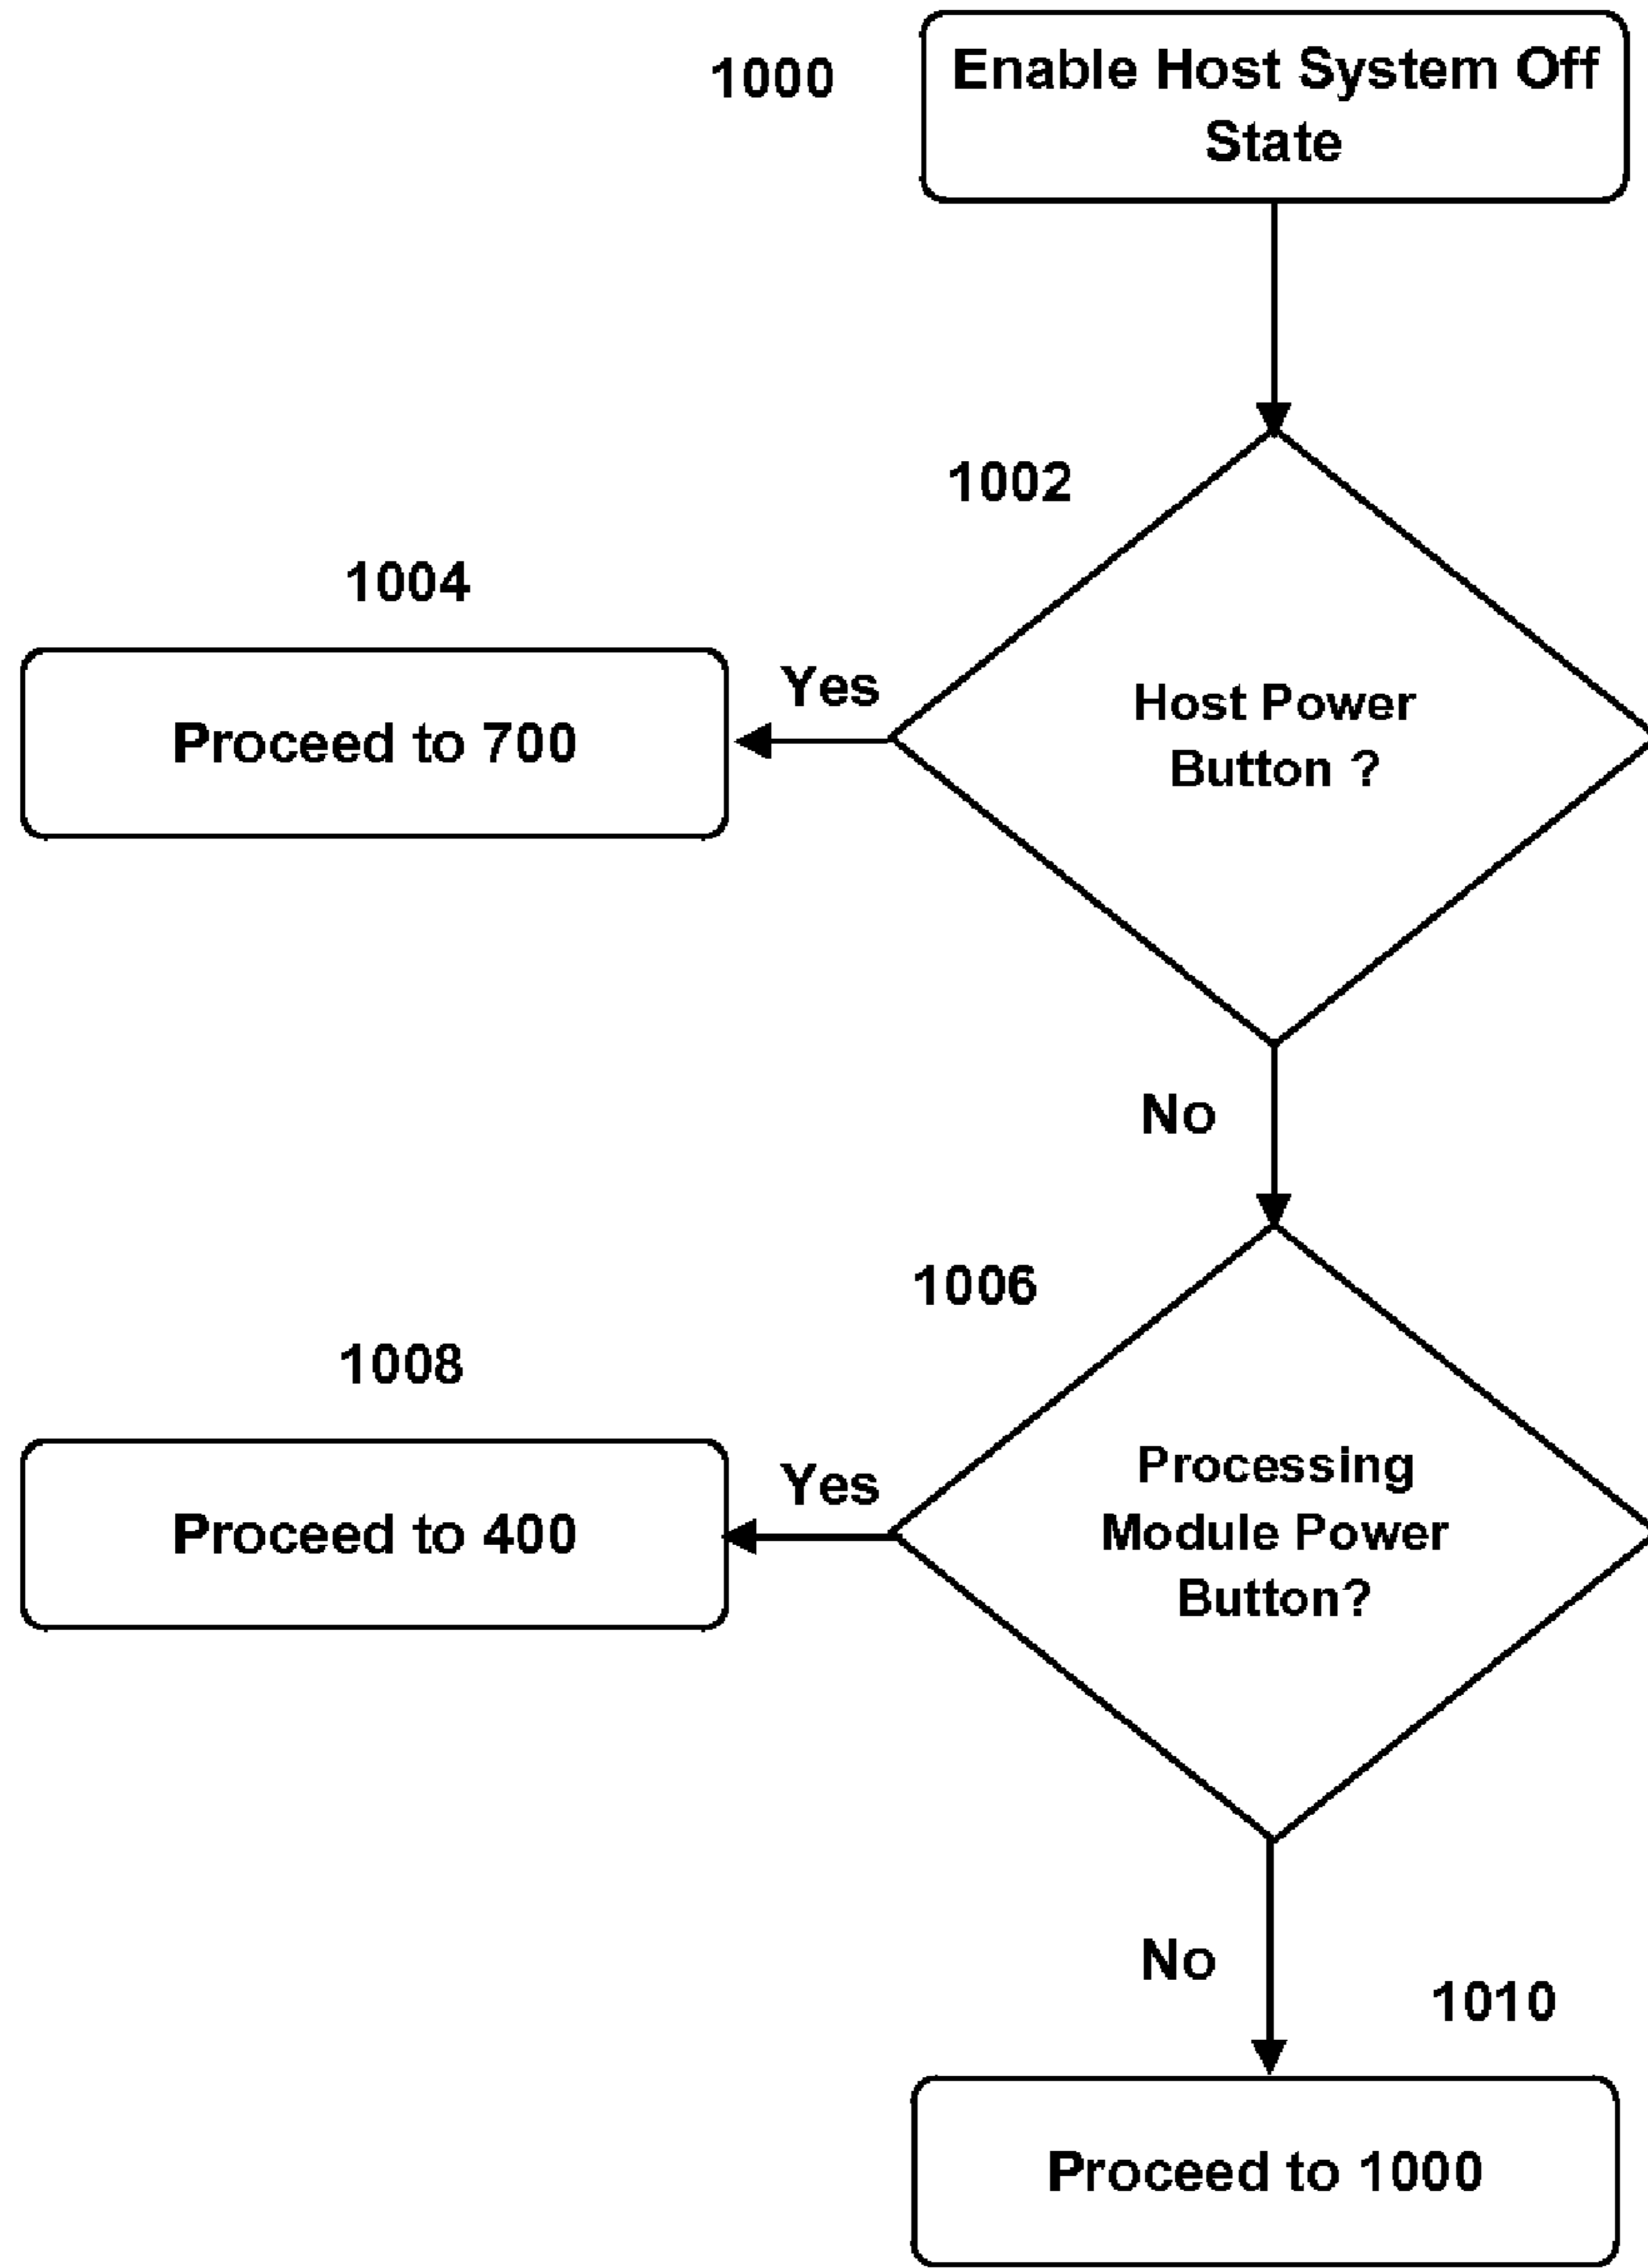 1000
Enable Host System Off
State
1002
Host Power
Button ?
Yes
1004
Proceed to 700
No
1006
Processing
Module Power
Button?
Yes
1008
Proceed to 400
No
1010
Proceed to 1000